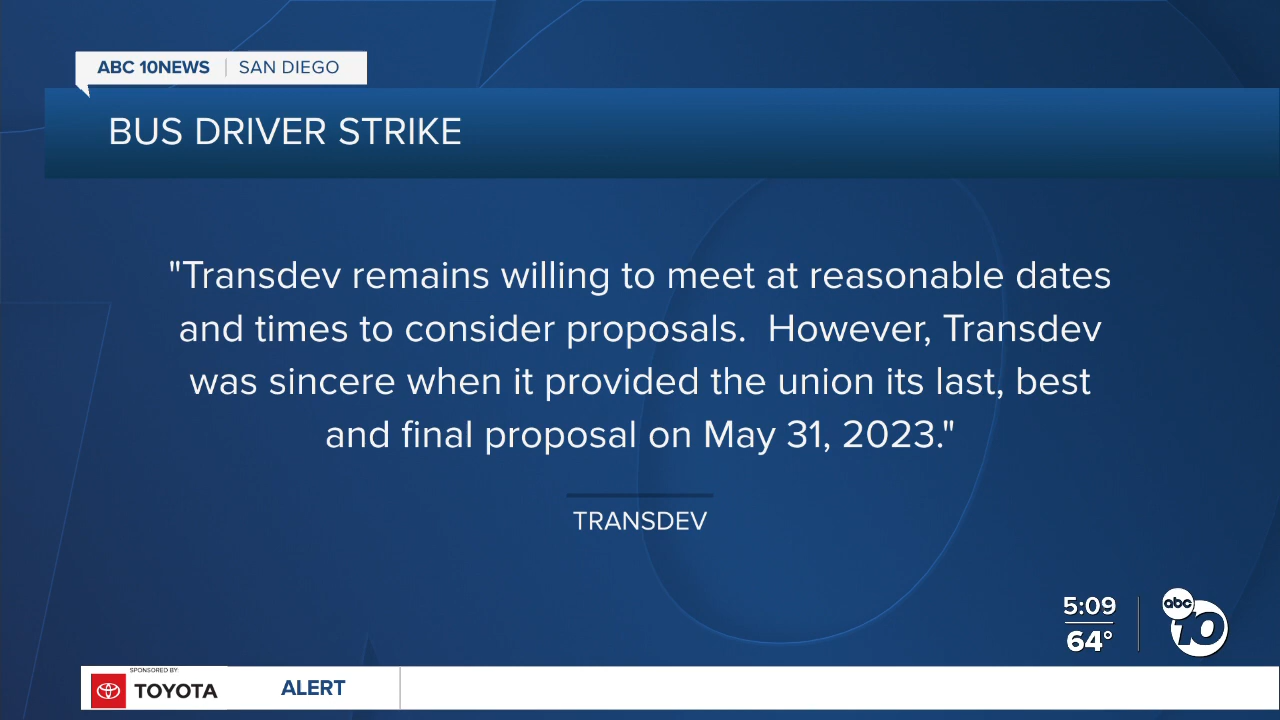 ABC 10NEWS | SAN DIEGO
BUS DRIVER STRIKE
"Transdev remains willing to meet at reasonable dates
and times to consider proposals.  However, Transdev
was sincere when it provided the union its last, best
and final proposal on May 31, 2023."
TRANSDEV
5:09
64°
abc
10
SPONSORED BY:
TOYOTA
ALERT